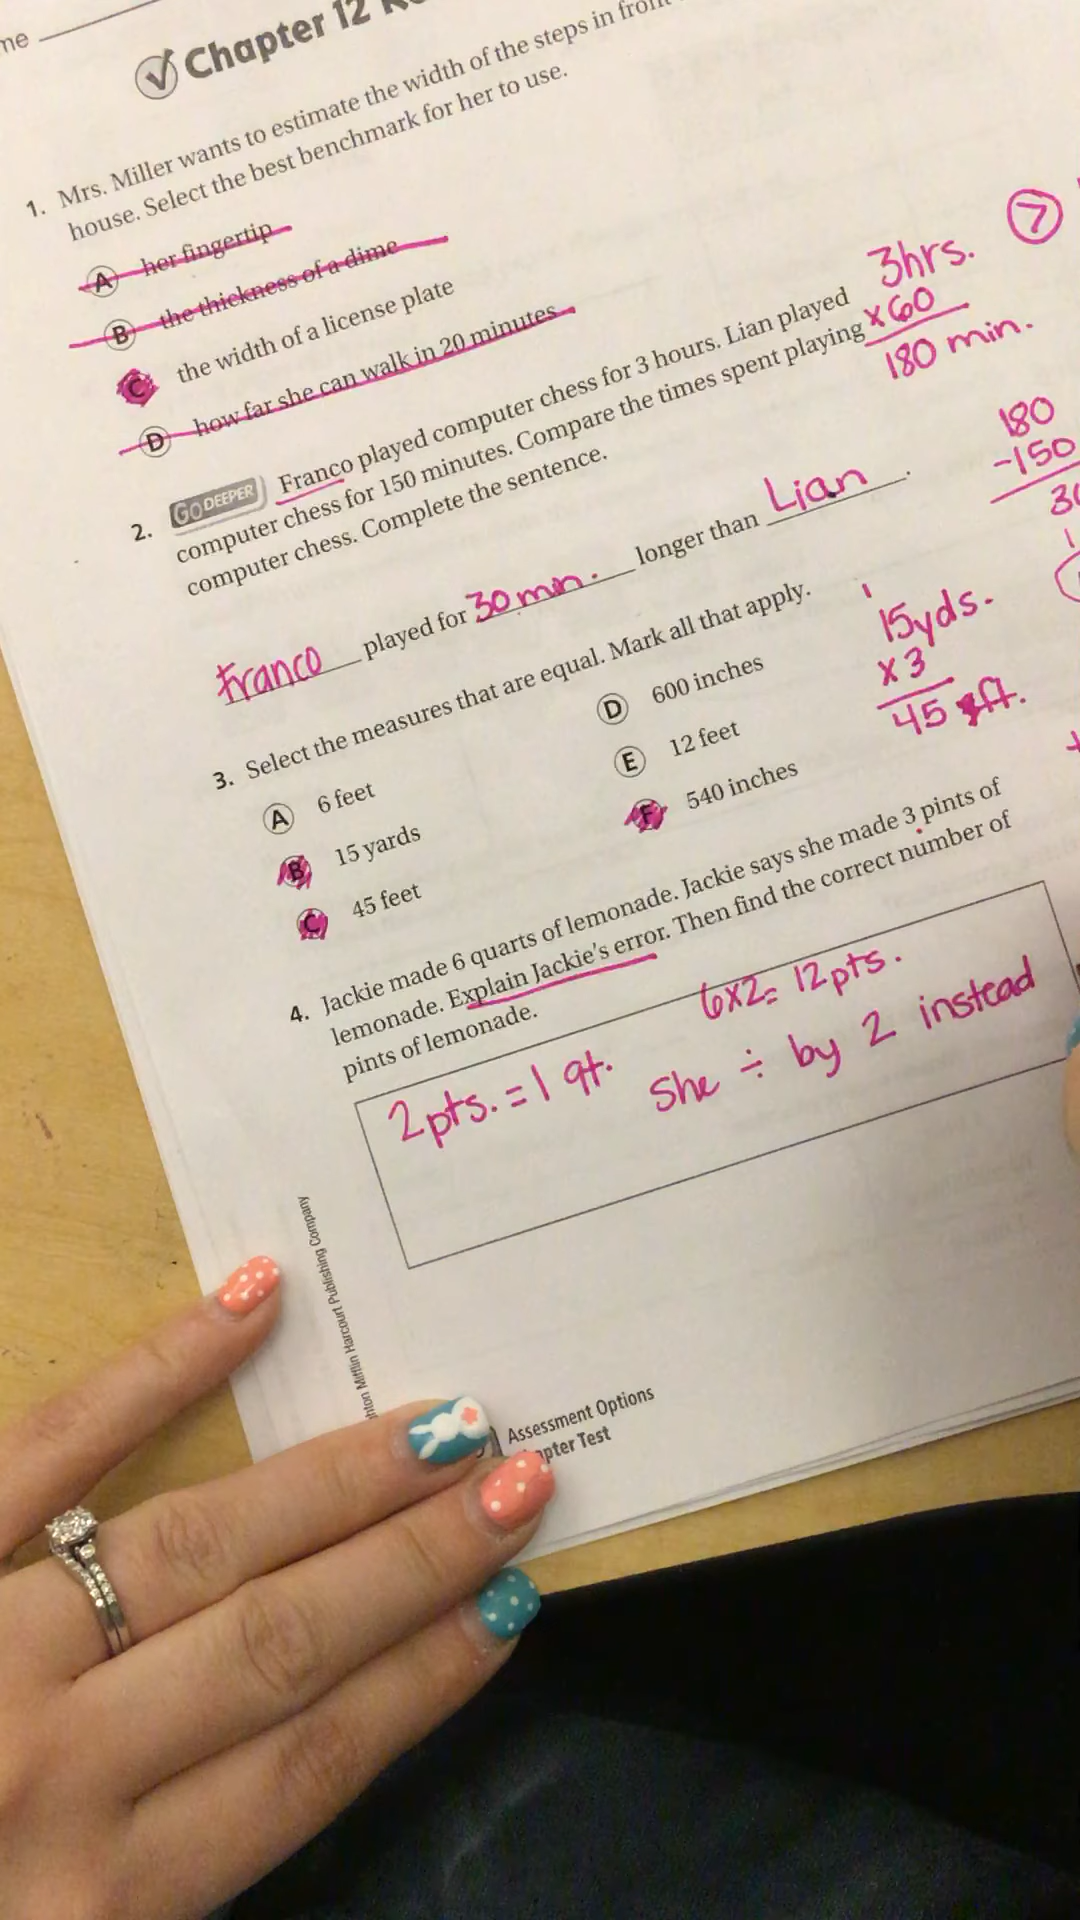 me
Chapter 12
1. Mrs. Miller wants to estimate the width of the steps in front
house. Select the best benchmark for her to use.
A her fingertip
B the thickness of a dime
C the width of a license plate
D how far she can walk in 20 minutes
2. GO DEEPER Franco played computer chess for 3 hours. Lian played
computer chess for 150 minutes. Compare the times spent playing
computer chess. Complete the sentence.
Franco played for 30 min. longer than Lian.
3hrs.
x60
180 min.
7
180
-150
3. Select the measures that are equal. Mark all that apply.
A 6 feet
B 15 yards
C 45 feet
D 600 inches
E 12 feet
F 540 inches
1
15yds.
x3
45 ft.
4. Jackie made 6 quarts of lemonade. Jackie says she made 3 pints of
lemonade. Explain Jackie's error. Then find the correct number of
pints of lemonade.
6x2= 12pts.
2pts. = 1 qt.
She ÷ by 2 instead
Mifflin Harcourt Publishing Company
Assessment Options
Test